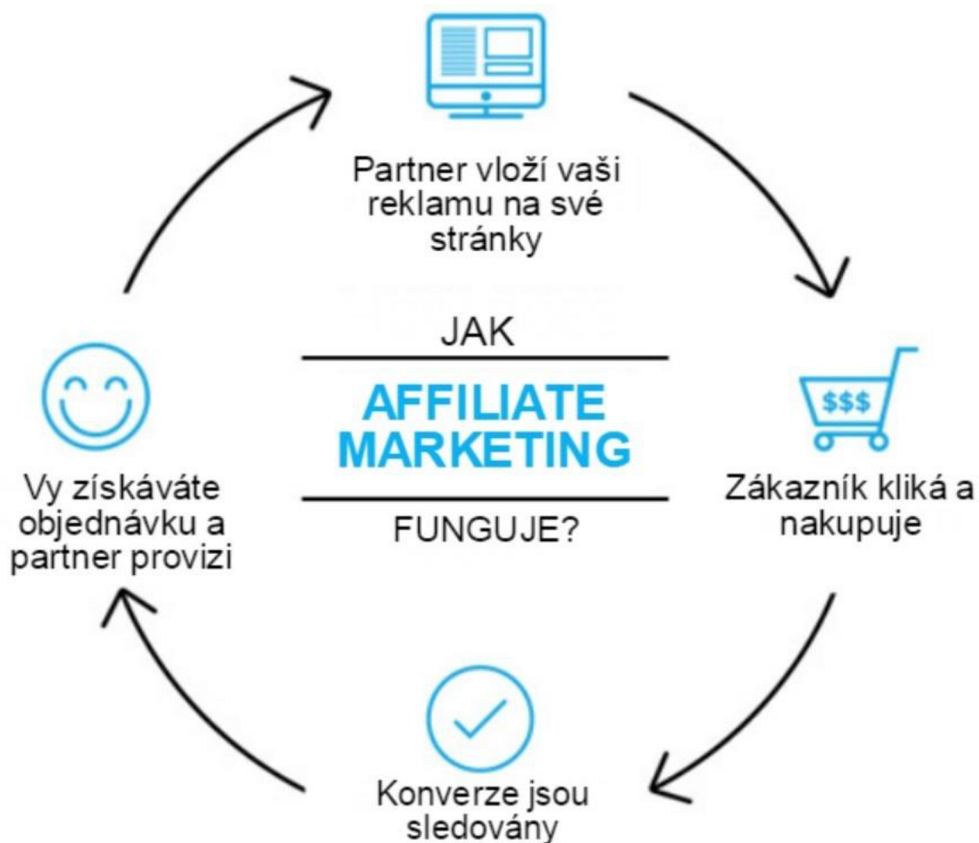 Partner vloží vaši
reklamu na své
stránky
JAK
AFFILIATE
MARKETING
FUNGUJE?
$$$
Zákazník kliká a
nakupuje
Konverze jsou
sledovány
Vy získáváte
objednávku a
partner provizi